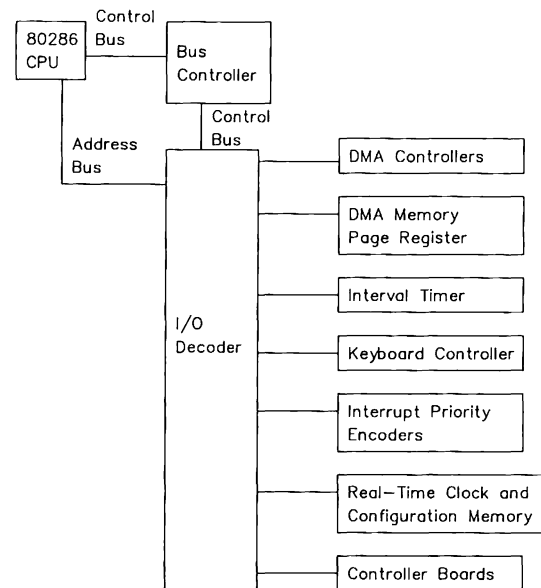 Control
Bus
80286
CPU
Bus
Controller
Control
Bus
Address
Bus
I/O
Decoder
DMA Controllers
DMA Memory
Page Register
Interval Timer
Keyboard Controller
Interrupt Priority
Encoders
Real-Time Clock and
Configuration Memory
Controller Boards